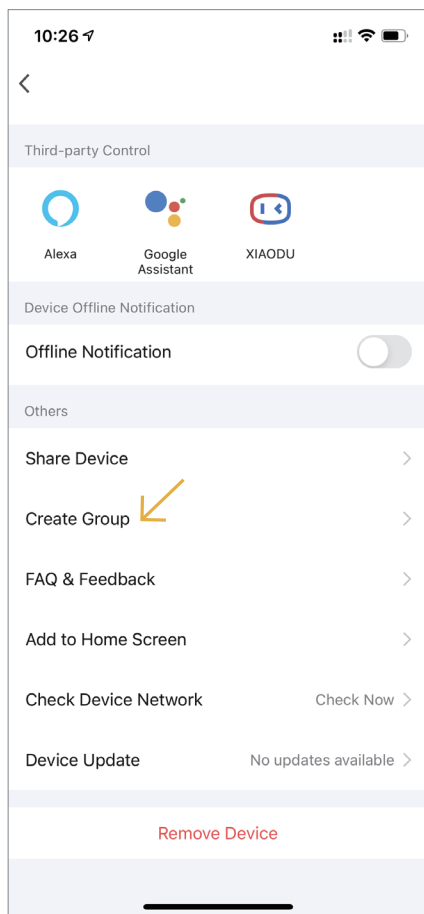 10:26
Third-party Control
Alexa
Google
Assistant
XIAODU
Device Offline Notification
Offline Notification
Others
Share Device
Create Group
FAQ & Feedback
Add to Home Screen
Check Device Network Check Now
Device Update No updates available
Remove Device